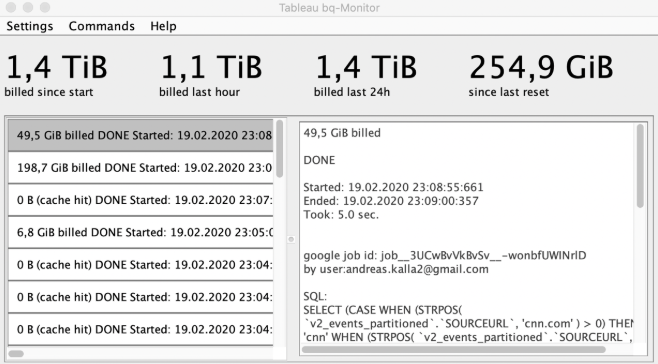 Tableau bq-Monitor
Settings Commands Help
1,4 TiB 1,1 TiB 1,4 TiB 254,9 GiB
billed since start billed last hour billed last 24h since last reset
49,5 GiB billed DONE Started: 19.02.2020 23:08
198,7 GiB billed DONE Started: 19.02.2020 23:0
0 B (cache hit) DONE Started: 19.02.2020 23:07:
6,8 GiB billed DONE Started: 19.02.2020 23:05:0
0 B (cache hit) DONE Started: 19.02.2020 23:04:
0 B (cache hit) DONE Started: 19.02.2020 23:04:
0 B (cache hit) DONE Started: 19.02.2020 23:04:
49,5 GiB billed
DONE
Started: 19.02.2020 23:08:55:661
Ended: 19.02.2020 23:09:00:357
Took: 5.0 sec.
google job id: job__3UCwBvVkBvSv__-wonbfUWINrlD
by user:andreas.kalla2@gmail.com
SQL:
SELECT (CASE WHEN (STRPOS(
`v2_events_partitioned`.`SOURCEURL`, 'cnn.com' ) > 0) THEN
'cnn' WHEN (STRPOS( `v2_events_partitioned`.`SOURCEURL`,